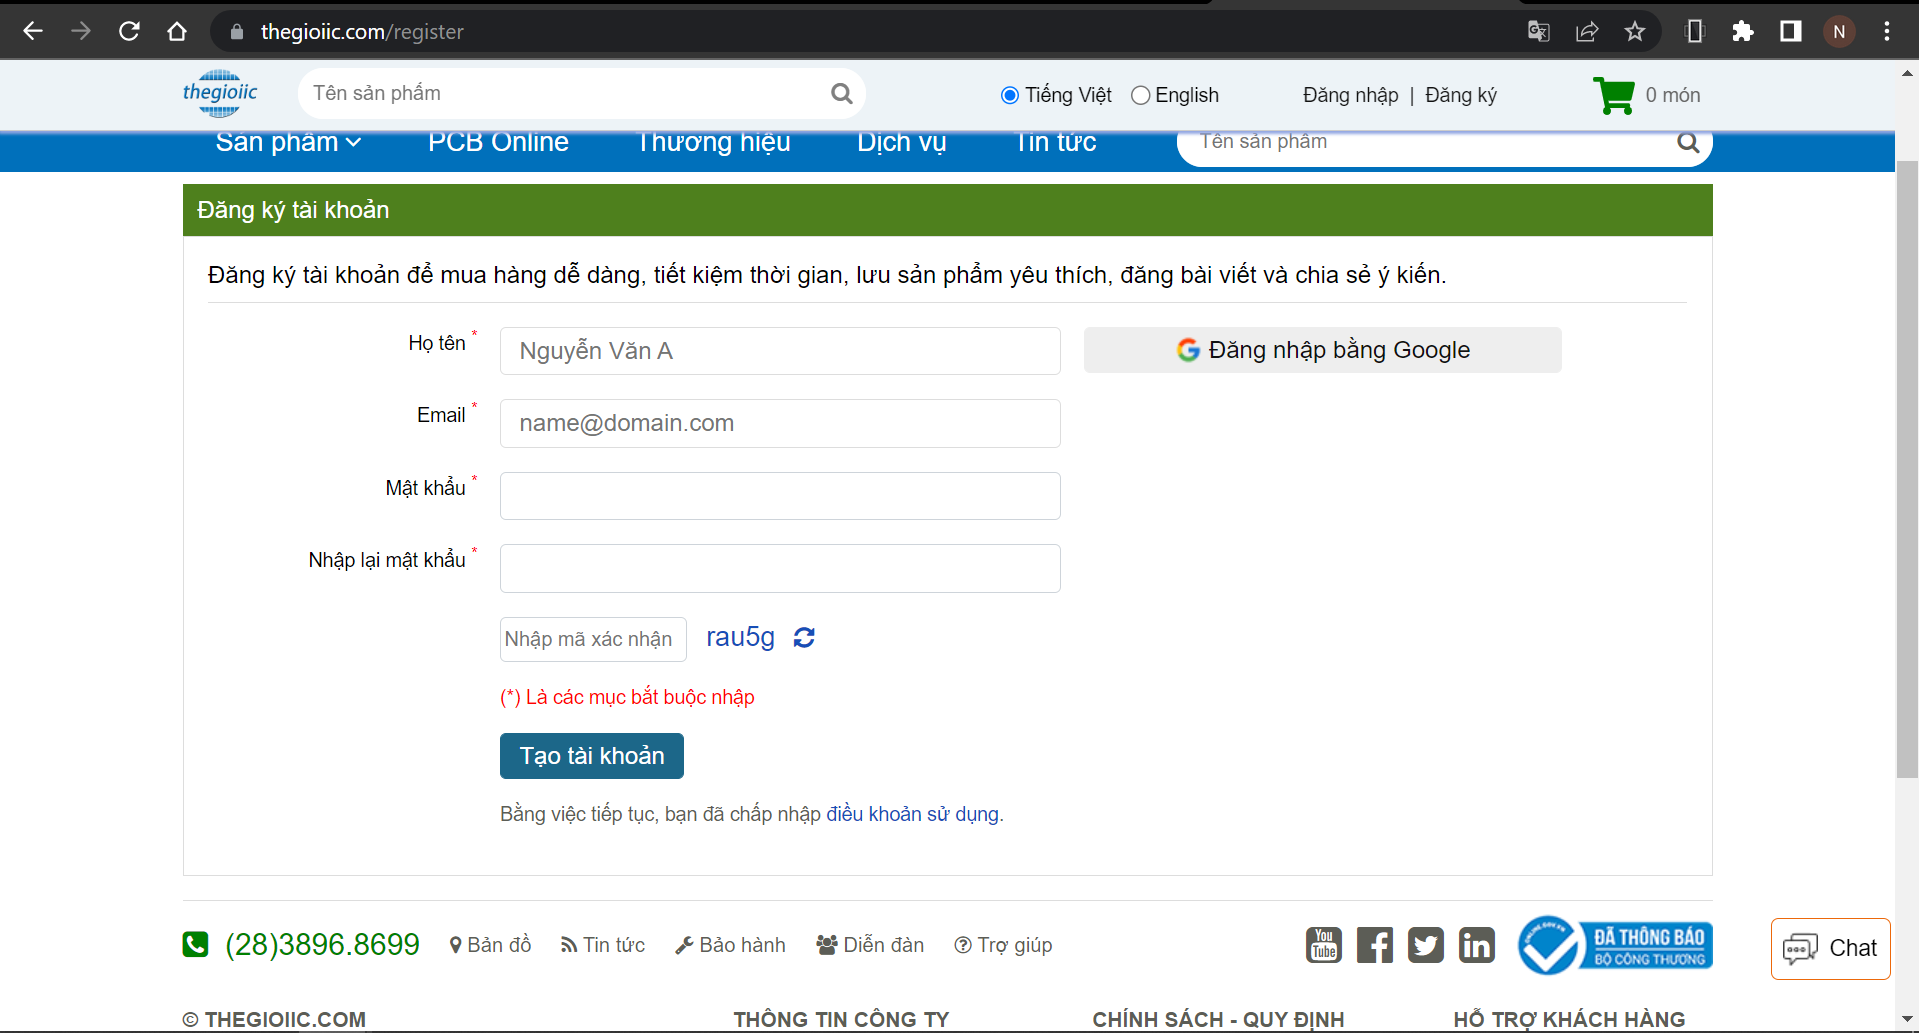 thegioiic.com/register
N
thegioiic
Tên sản phẩm
Tiếng Việt
English
Đăng nhập | Đăng ký
0 món
Sản phẩm
PCB Online
Thương hiệu
Dịch vụ
Tin tức
Tên sản phẩm
Đăng ký tài khoản
Đăng ký tài khoản để mua hàng dễ dàng, tiết kiệm thời gian, lưu sản phẩm yêu thích, đăng bài viết và chia sẻ ý kiến.
Họ tên *
Nguyễn Văn A
Đăng nhập bằng Google
Email *
name@domain.com
Mật khẩu *
Nhập lại mật khẩu *
Nhập mã xác nhận
rau5g
(*) Là các mục bắt buộc nhập
Tạo tài khoản
Bằng việc tiếp tục, bạn đã chấp nhập điều khoản sử dụng.
(28)3896.8699
Bản đồ
Tin tức
Bảo hành
Diễn đàn
Trợ giúp
You
Tube
in
ONLINE.GOV.VN
ĐÃ THÔNG BÁO
BỘ CÔNG THƯƠNG
Chat
© THEGIOIIC.COM
THÔNG TIN CÔNG TY
CHÍNH SÁCH - QUY ĐỊNH
HỖ TRỢ KHÁCH HÀNG